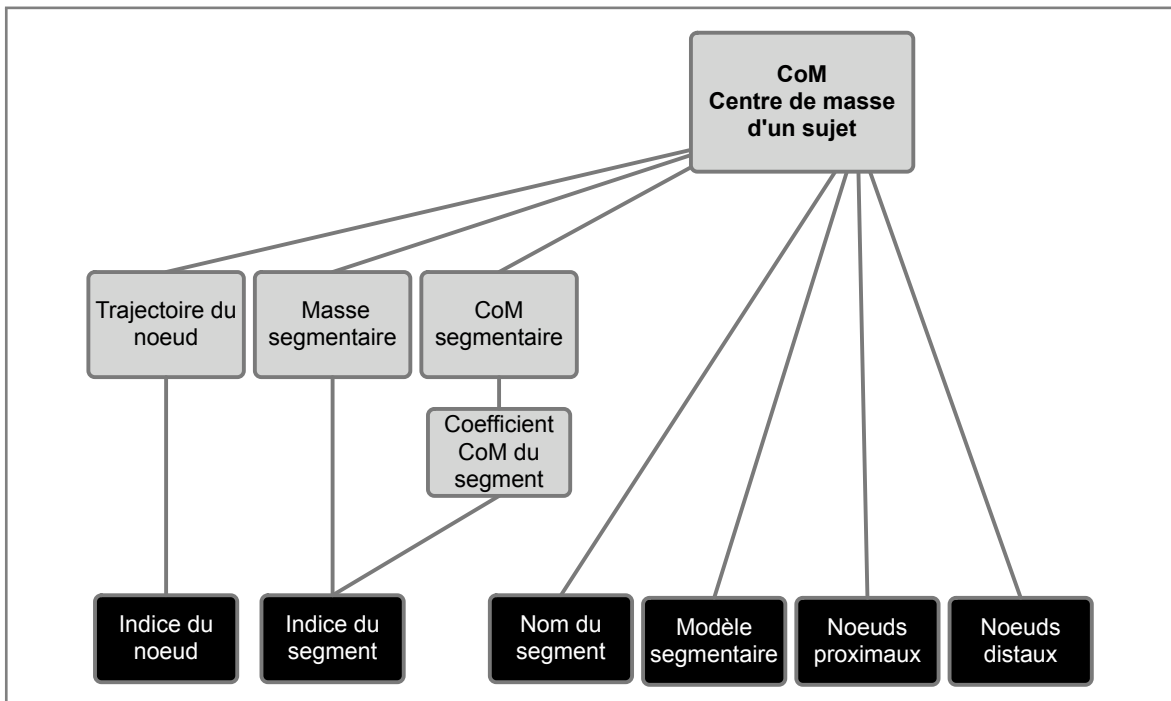 CoM
Centre de masse
d'un sujet
Trajectoire du
noeud
Masse
segmentaire
CoM
segmentaire
Coefficient
CoM du
segment
Indice du
noeud
Indice du
segment
Nom du
segment
Modèle
segmentaire
Noeuds
proximaux
Noeuds
distaux